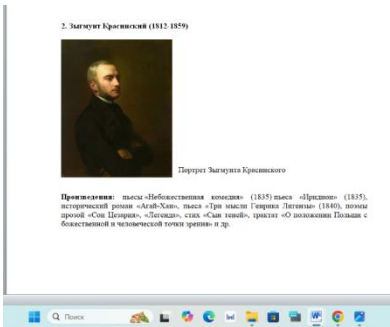 2. Зыгмунт Красинский (1812-1859)
Портрет Зыгмунта Красинского
Произведения: пьесы «Небожественная комедия» (1835) пьеса «Иридион» (1835),
исторический роман «Агай-Хан», пьеса «Три мысли Генрика Лигензы» (1840), поэмы
прозой «Сон Цезария», «Легенда», стих «Сын теней», трактат «О положении Польши с
божественной и человеческой точки зрения» и др.
Поиск